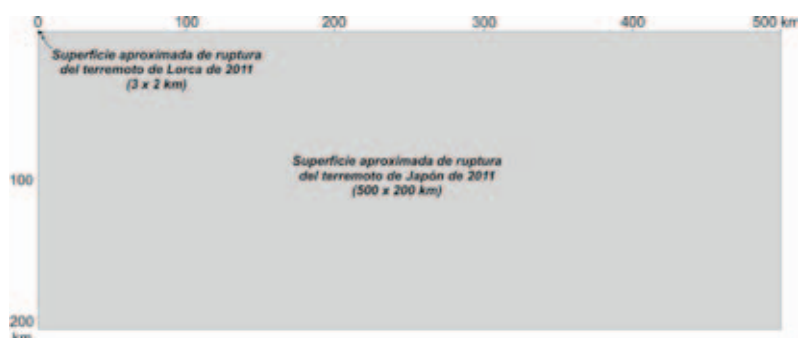 0 100 200 300 400 500 km
Superficie aproximada de ruptura
del terremoto de Lorca de 2011
(3 x 2 km)
Superficie aproximada de ruptura
del terremoto de Japón de 2011
(500 x 200 km)
100
200
km